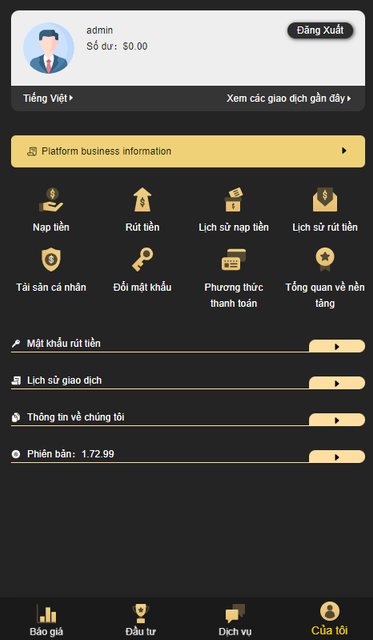 admin
Đăng Xuất
Số dư： $0.00
Tiếng Việt
Xem các giao dịch gần đây
Platform business information
Nạp tiền
Rút tiền
Lịch sử nạp tiền
Lịch sử rút tiền
Tài sản cá nhân
Đổi mật khẩu
Phương thức
thanh toán
Tổng quan về nền
tảng
Mật khẩu rút tiền
Lịch sử giao dịch
Thông tin về chúng tôi
Phiên bản：1.72.99
Báo giá
Đầu tư
Dịch vụ
Của tôi